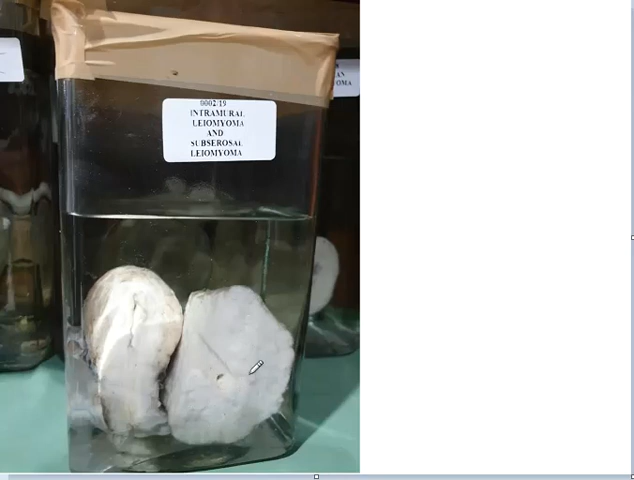 0002/19
INTRAMURAL
LEIOMYOMA
AND
SUBSEROSAL
LEIOMYOMA